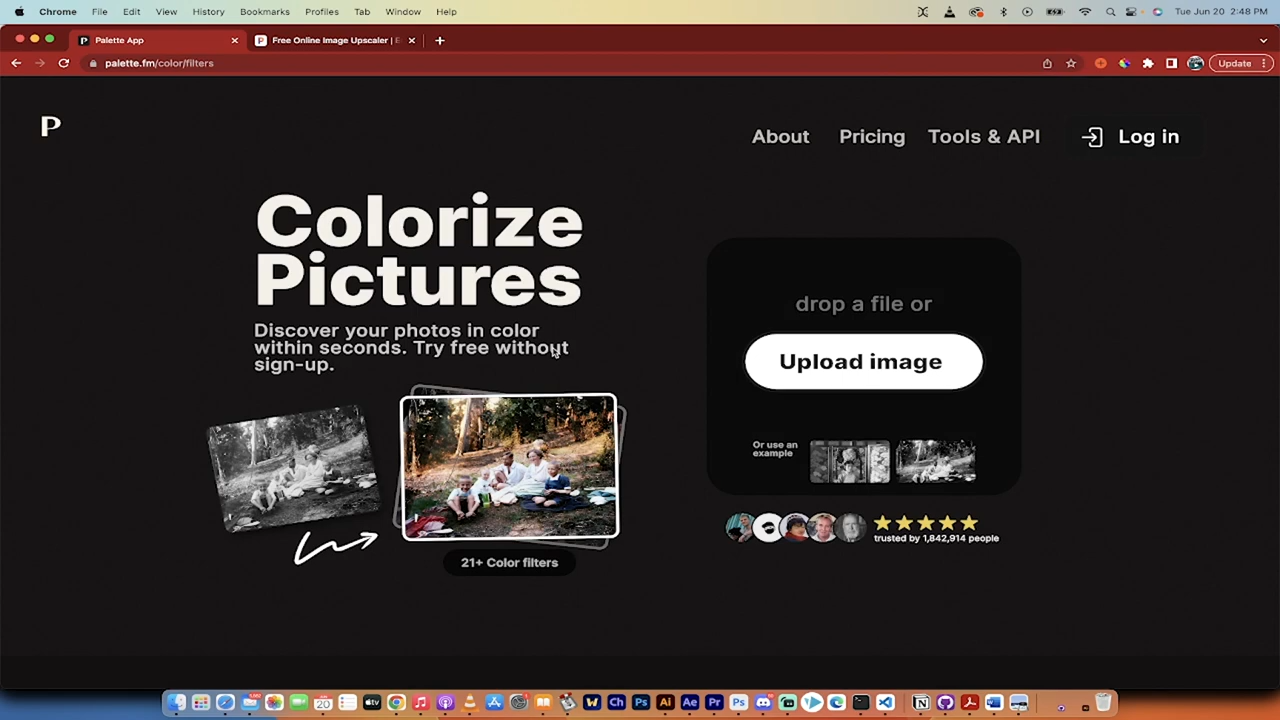 Chrome File Edit View History Bookmarks Profiles Tab Window Help Tue Jun 20 2:48 PM
Palette App Free Online Image Upscaler |
palette.fm/color/filters Update
P About Pricing Tools & API Log in
Colorize
Pictures
Discover your photos in color
within seconds. Try free without
sign-up.
drop a file or
Upload image
Or use an
example
21+ Color filters
trusted by 1,842,914 people